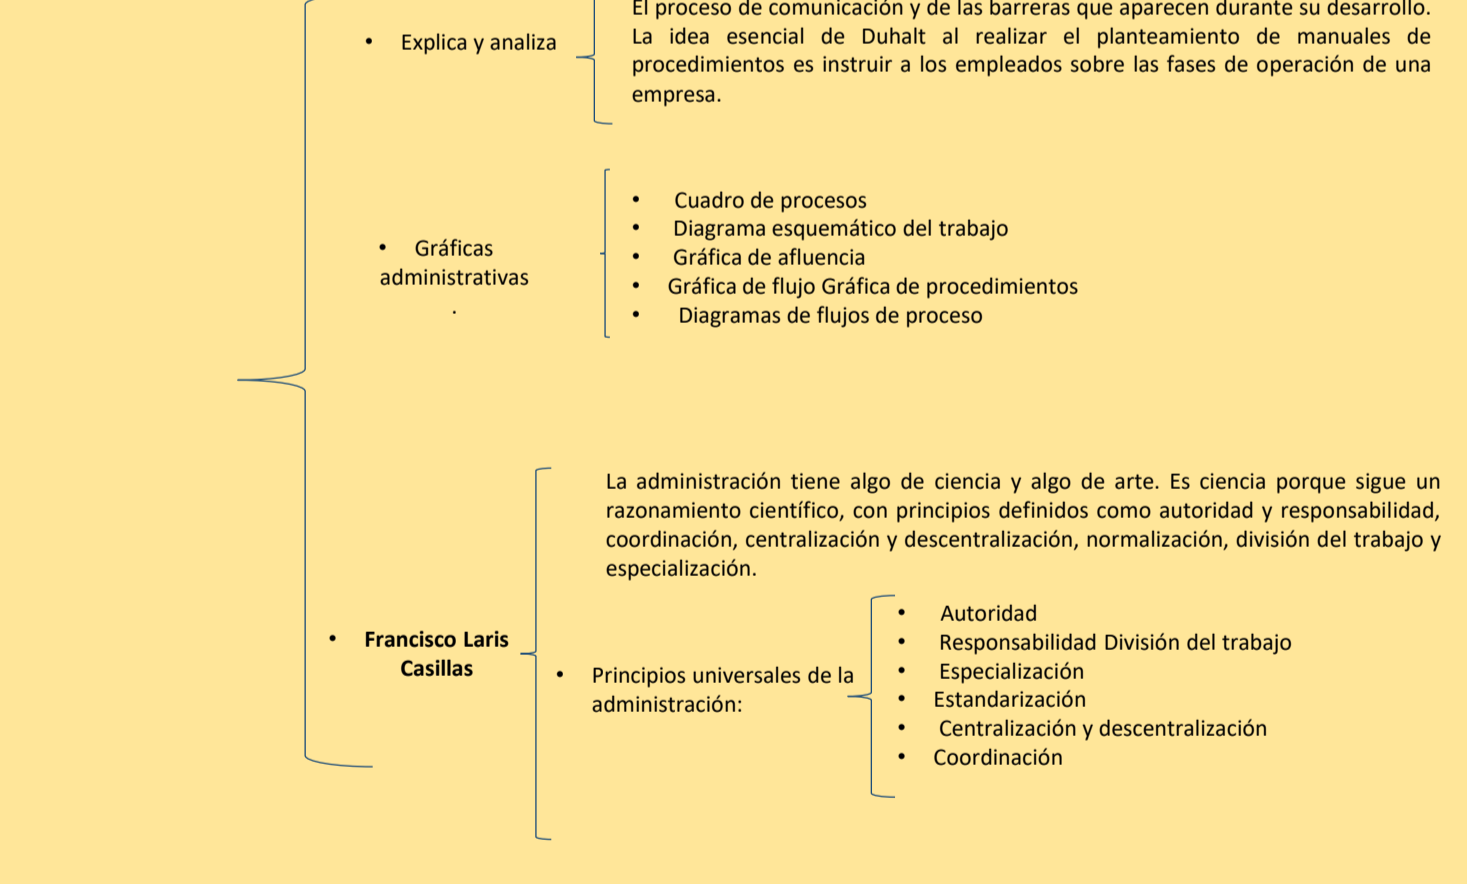 El proceso de comunicación y de las barreras que aparecen durante su desarrollo.
• Explica y analiza
La idea esencial de Duhalt al realizar el planteamiento de manuales de
procedimientos es instruir a los empleados sobre las fases de operación de una
empresa.
• Gráficas
administrativas
.
• Cuadro de procesos
• Diagrama esquemático del trabajo
• Gráfica de afluencia
• Gráfica de flujo Gráfica de procedimientos
• Diagramas de flujos de proceso
• Francisco Laris
Casillas
La administración tiene algo de ciencia y algo de arte. Es ciencia porque sigue un
razonamiento científico, con principios definidos como autoridad y responsabilidad,
coordinación, centralización y descentralización, normalización, división del trabajo y
especialización.
• Principios universales de la
administración:
• Autoridad
• Responsabilidad División del trabajo
• Especialización
• Estandarización
• Centralización y descentralización
• Coordinación